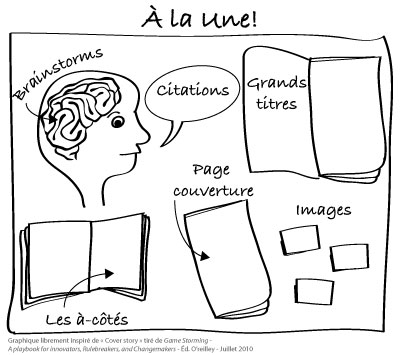 À la Une!
Brainstorms
Citations
Grands
titres
Page
couverture
Images
Les à-côtés
Graphique librement inspiré de « Cover story » tiré de Game Storming -
A playbook for innovators, Rulebreakers, and Changemakers - Éd. O'reilley - Juillet 2010